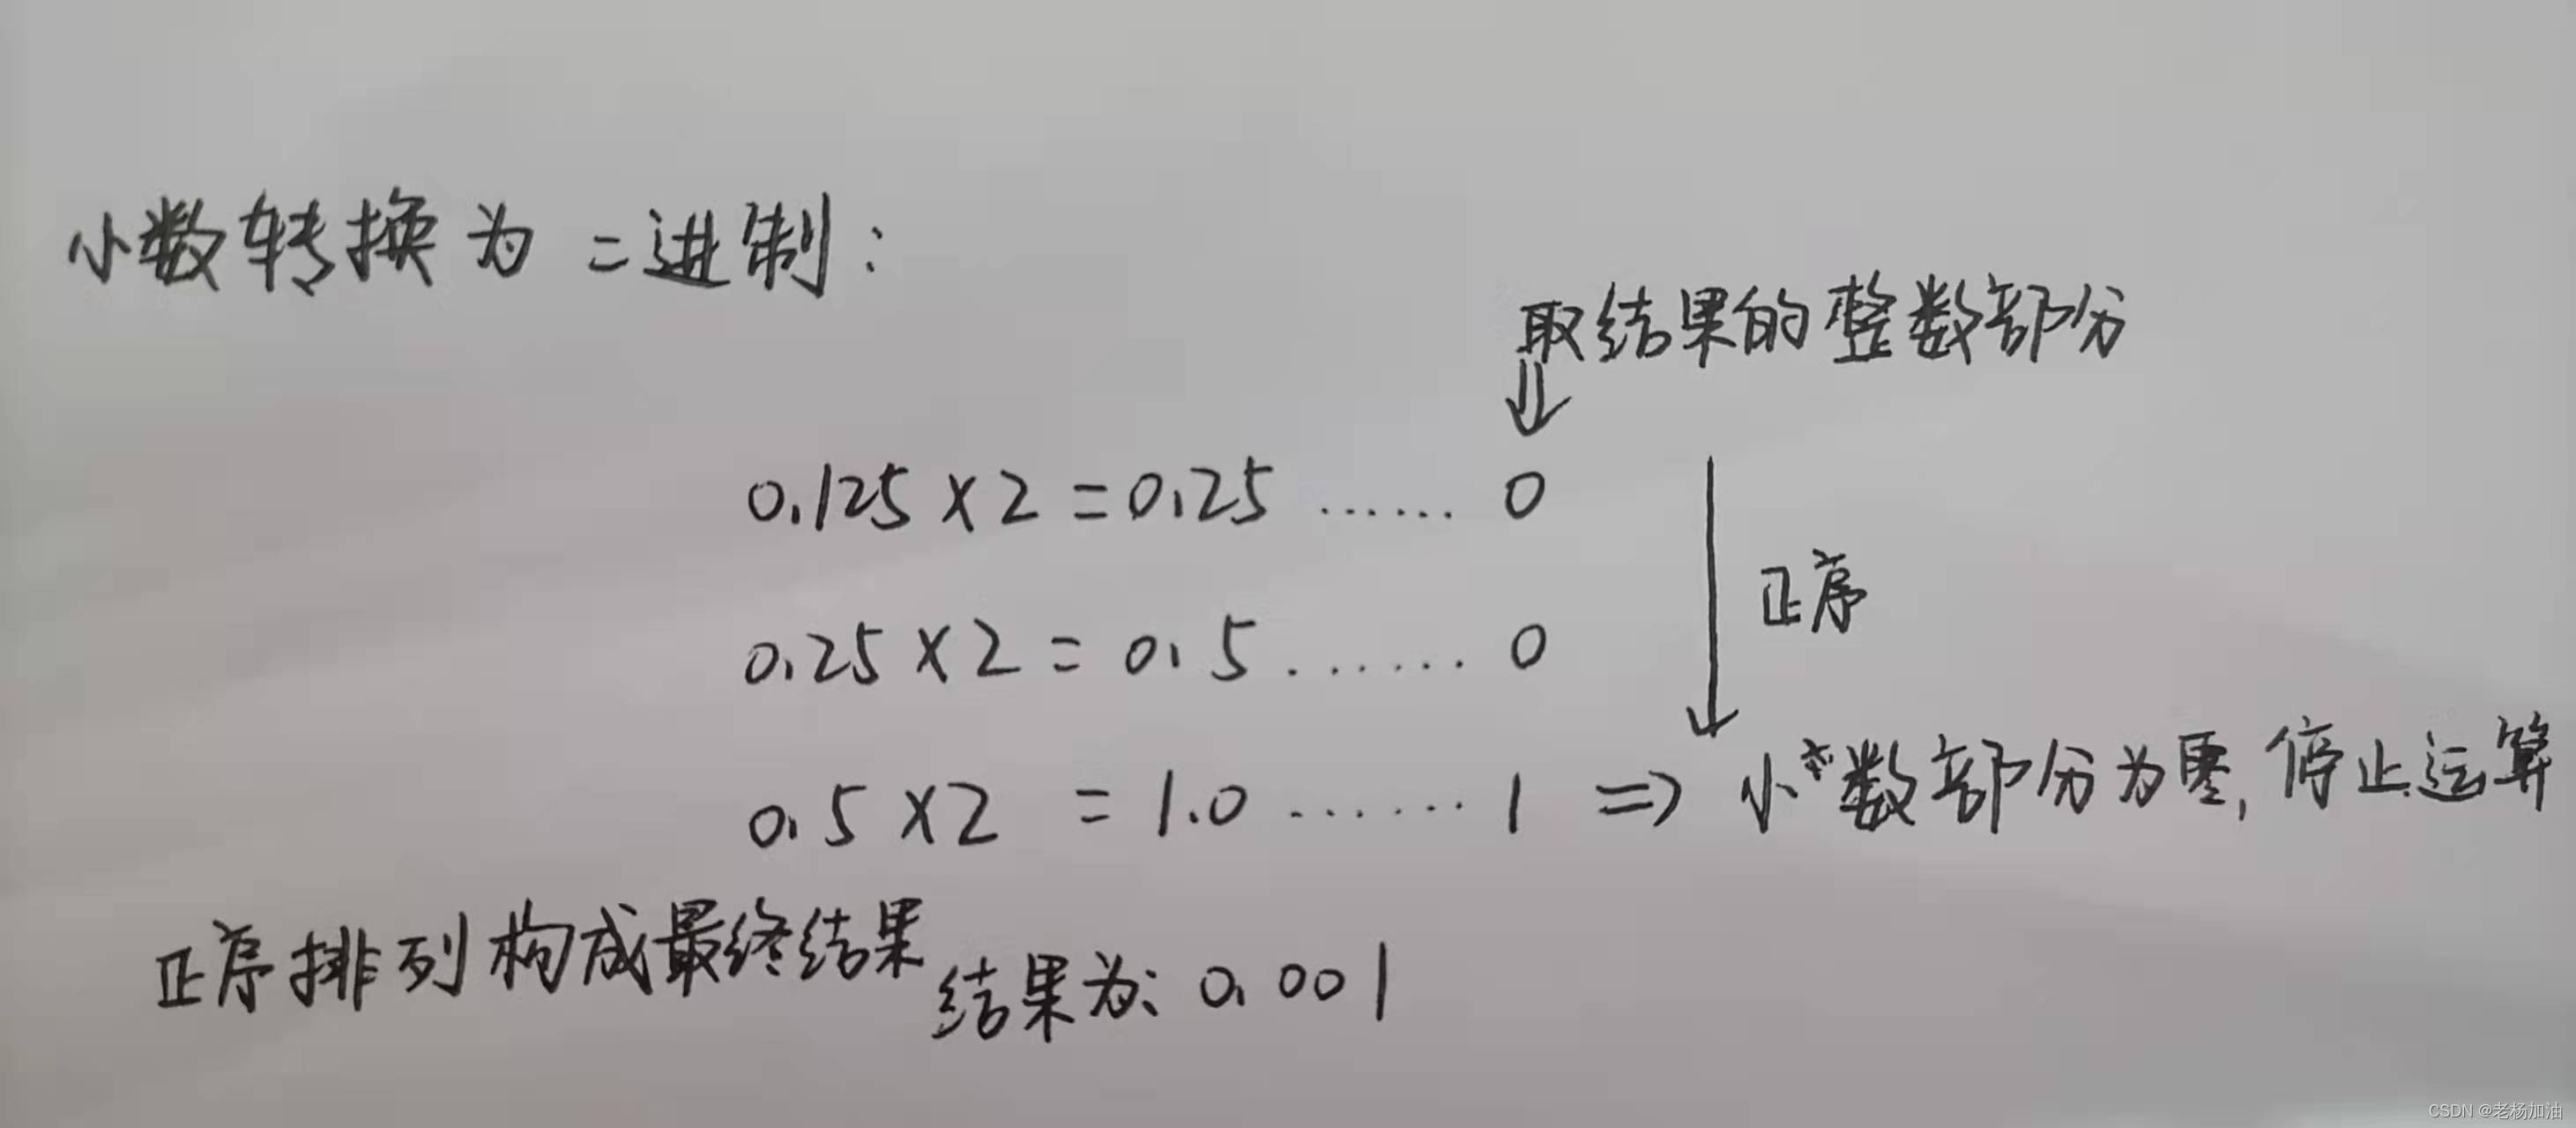 小数转换为二进制：
取结果的整数部分
0.125×2=0.25 ...... 0
正序
0.25×2=0.5 ....... 0
0.5×2=1.0 ....... 1 => 小数部分为零,停止运算
正序排列构成最终结果
结果为: 0.001
CSDN @老杨加油